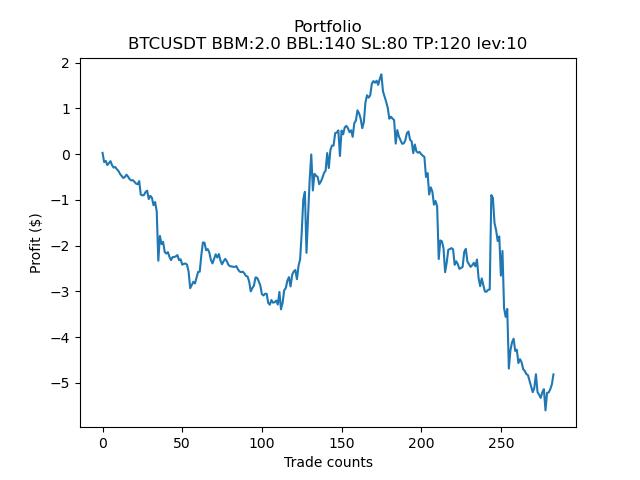 Portfolio
BTCUSDT BBM:2.0 BBL:140 SL:80 TP:120 lev:10
2
1
0
−1
−2
−3
−4
−5
Profit ($)
0 50 100 150 200 250
Trade counts